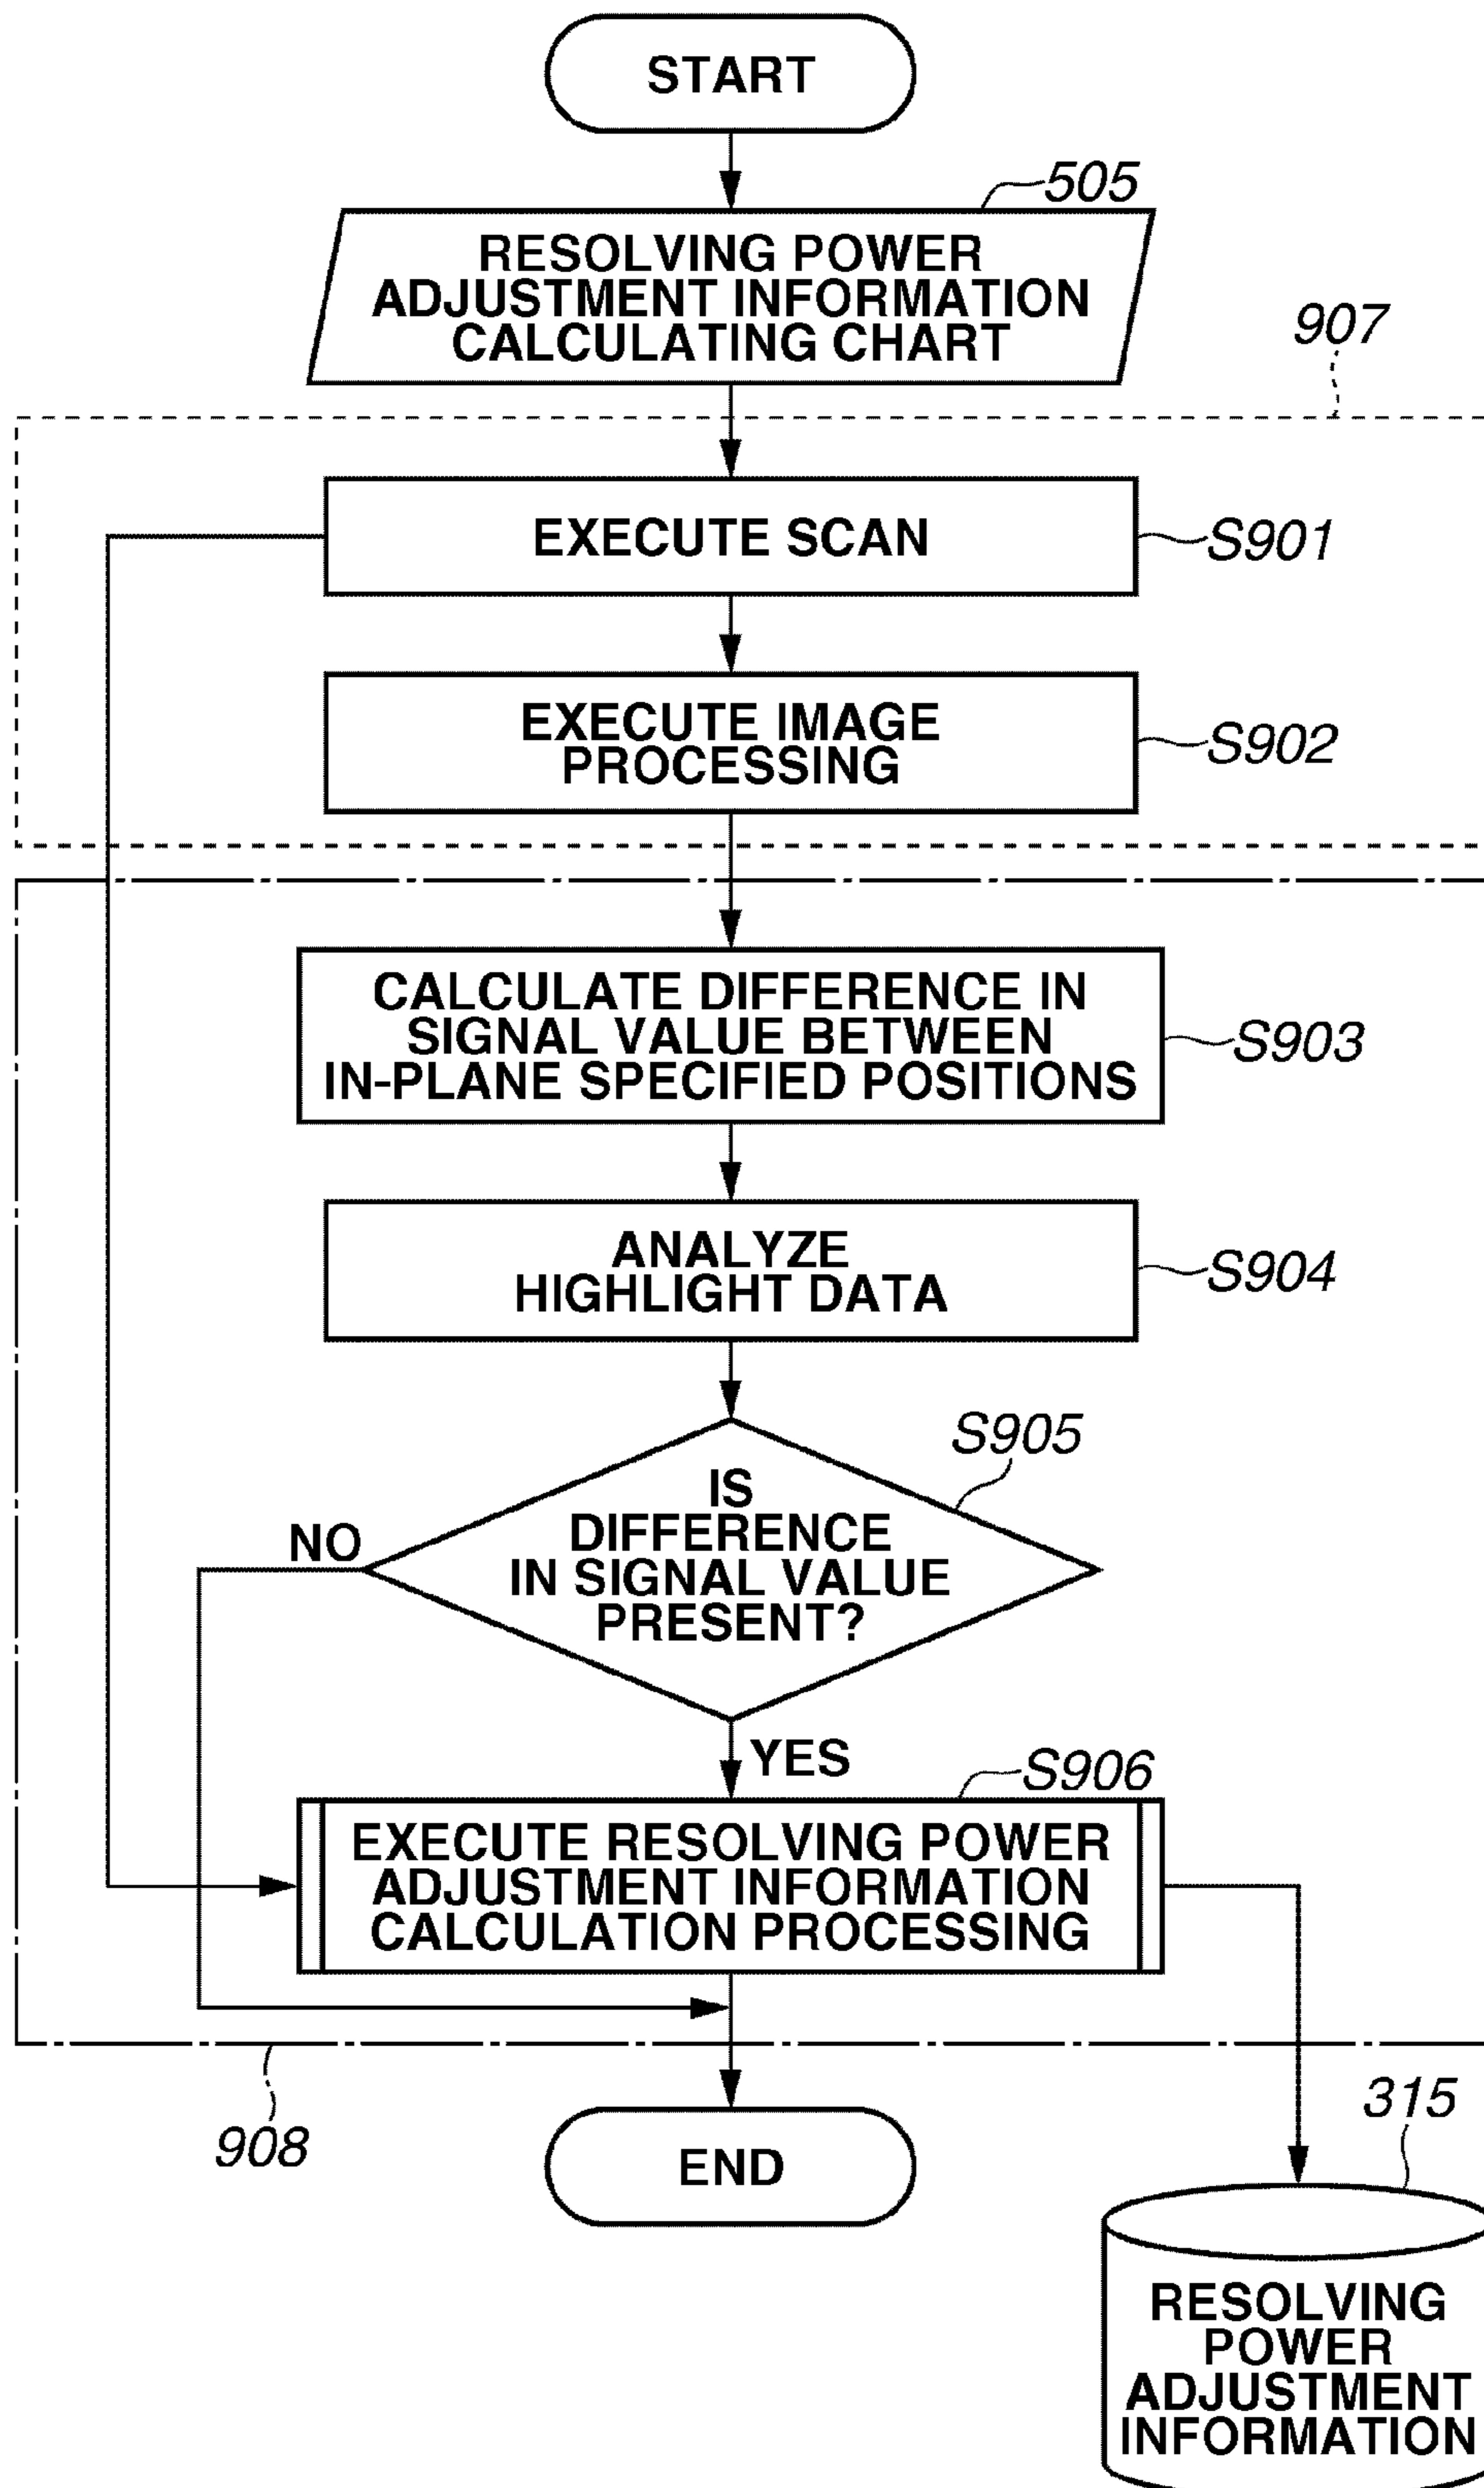 START
505
RESOLVING POWER
ADJUSTMENT INFORMATION
CALCULATING CHART
907
EXECUTE SCAN
S901
EXECUTE IMAGE
PROCESSING
S902
CALCULATE DIFFERENCE IN
SIGNAL VALUE BETWEEN
IN-PLANE SPECIFIED POSITIONS
S903
ANALYZE
HIGHLIGHT DATA
S904
S905
IS
DIFFERENCE
IN SIGNAL VALUE
PRESENT?
NO
YES
S906
EXECUTE RESOLVING POWER
ADJUSTMENT INFORMATION
CALCULATION PROCESSING
908
END
315
RESOLVING
POWER
ADJUSTMENT
INFORMATION